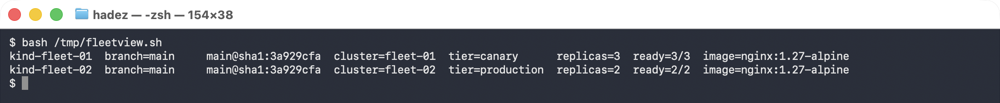 hadez — -zsh — 154×38
$ bash /tmp/fleetview.sh
kind-fleet-01  branch=main     main@sha1:3a929cfa  cluster=fleet-01  tier=canary      replicas=3  ready=3/3  image=nginx:1.27-alpine
kind-fleet-02  branch=main     main@sha1:3a929cfa  cluster=fleet-02  tier=production  replicas=2  ready=2/2  image=nginx:1.27-alpine
$